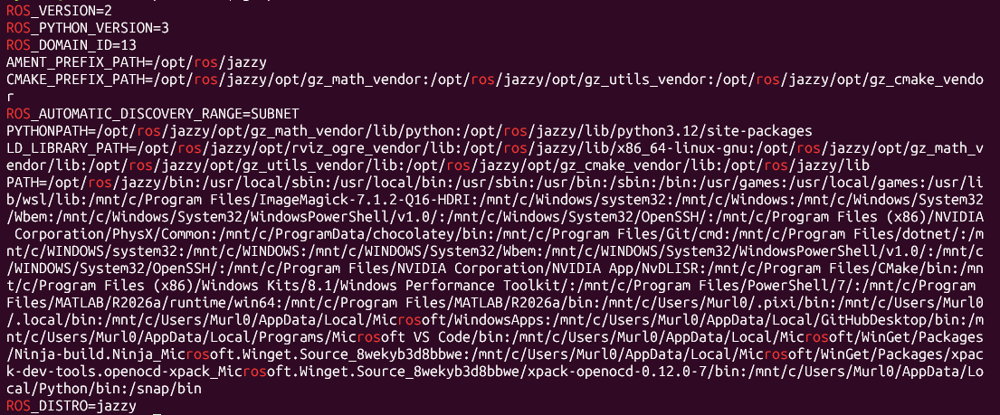 ROS_VERSION=2
ROS_PYTHON_VERSION=3
ROS_DOMAIN_ID=13
AMENT_PREFIX_PATH=/opt/ros/jazzy
CMAKE_PREFIX_PATH=/opt/ros/jazzy/opt/gz_math_vendor:/opt/ros/jazzy/opt/gz_utils_vendor:/opt/ros/jazzy/opt/gz_cmake_vendo
r
ROS_AUTOMATIC_DISCOVERY_RANGE=SUBNET
PYTHONPATH=/opt/ros/jazzy/opt/gz_math_vendor/lib/python:/opt/ros/jazzy/lib/python3.12/site-packages
LD_LIBRARY_PATH=/opt/ros/jazzy/opt/rviz_ogre_vendor/lib:/opt/ros/jazzy/lib/x86_64-linux-gnu:/opt/ros/jazzy/opt/gz_math_v
endor/lib:/opt/ros/jazzy/opt/gz_utils_vendor/lib:/opt/ros/jazzy/opt/gz_cmake_vendor/lib:/opt/ros/jazzy/lib
PATH=/opt/ros/jazzy/bin:/usr/local/sbin:/usr/local/bin:/usr/sbin:/usr/bin:/sbin:/bin:/usr/games:/usr/local/games:/usr/li
b/wsl/lib:/mnt/c/Program Files/ImageMagick-7.1.2-Q16-HDRI:/mnt/c/Windows/system32:/mnt/c/Windows:/mnt/c/Windows/System32
/Wbem:/mnt/c/Windows/System32/WindowsPowerShell/v1.0/:/mnt/c/Windows/System32/OpenSSH/:/mnt/c/Program Files (x86)/NVIDIA
 Corporation/PhysX/Common:/mnt/c/ProgramData/chocolatey/bin:/mnt/c/Program Files/Git/cmd:/mnt/c/Program Files/dotnet/:/m
nt/c/WINDOWS/system32:/mnt/c/WINDOWS:/mnt/c/WINDOWS/System32/Wbem:/mnt/c/WINDOWS/System32/WindowsPowerShell/v1.0/:/mnt/c
/WINDOWS/System32/OpenSSH/:/mnt/c/Program Files/NVIDIA Corporation/NVIDIA App/NvDLISR:/mnt/c/Program Files/CMake/bin:/mn
t/c/Program Files (x86)/Windows Kits/8.1/Windows Performance Toolkit/:/mnt/c/Program Files/PowerShell/7/:/mnt/c/Program 
Files/MATLAB/R2026a/runtime/win64:/mnt/c/Program Files/MATLAB/R2026a/bin:/mnt/c/Users/Murl0/.pixi/bin:/mnt/c/Users/Murl0
/.local/bin:/mnt/c/Users/Murl0/AppData/Local/Microsoft/WindowsApps:/mnt/c/Users/Murl0/AppData/Local/GitHubDesktop/bin:/m
nt/c/Users/Murl0/AppData/Local/Programs/Microsoft VS Code/bin:/mnt/c/Users/Murl0/AppData/Local/Microsoft/WinGet/Packages
/Ninja-build.Ninja_Microsoft.Winget.Source_8wekyb3d8bbwe:/mnt/c/Users/Murl0/AppData/Local/Microsoft/WinGet/Packages/xpac
k-dev-tools.openocd-xpack_Microsoft.Winget.Source_8wekyb3d8bbwe/xpack-openocd-0.12.0-7/bin:/mnt/c/Users/Murl0/AppData/Lo
cal/Python/bin:/snap/bin
ROS_DISTRO=jazzy